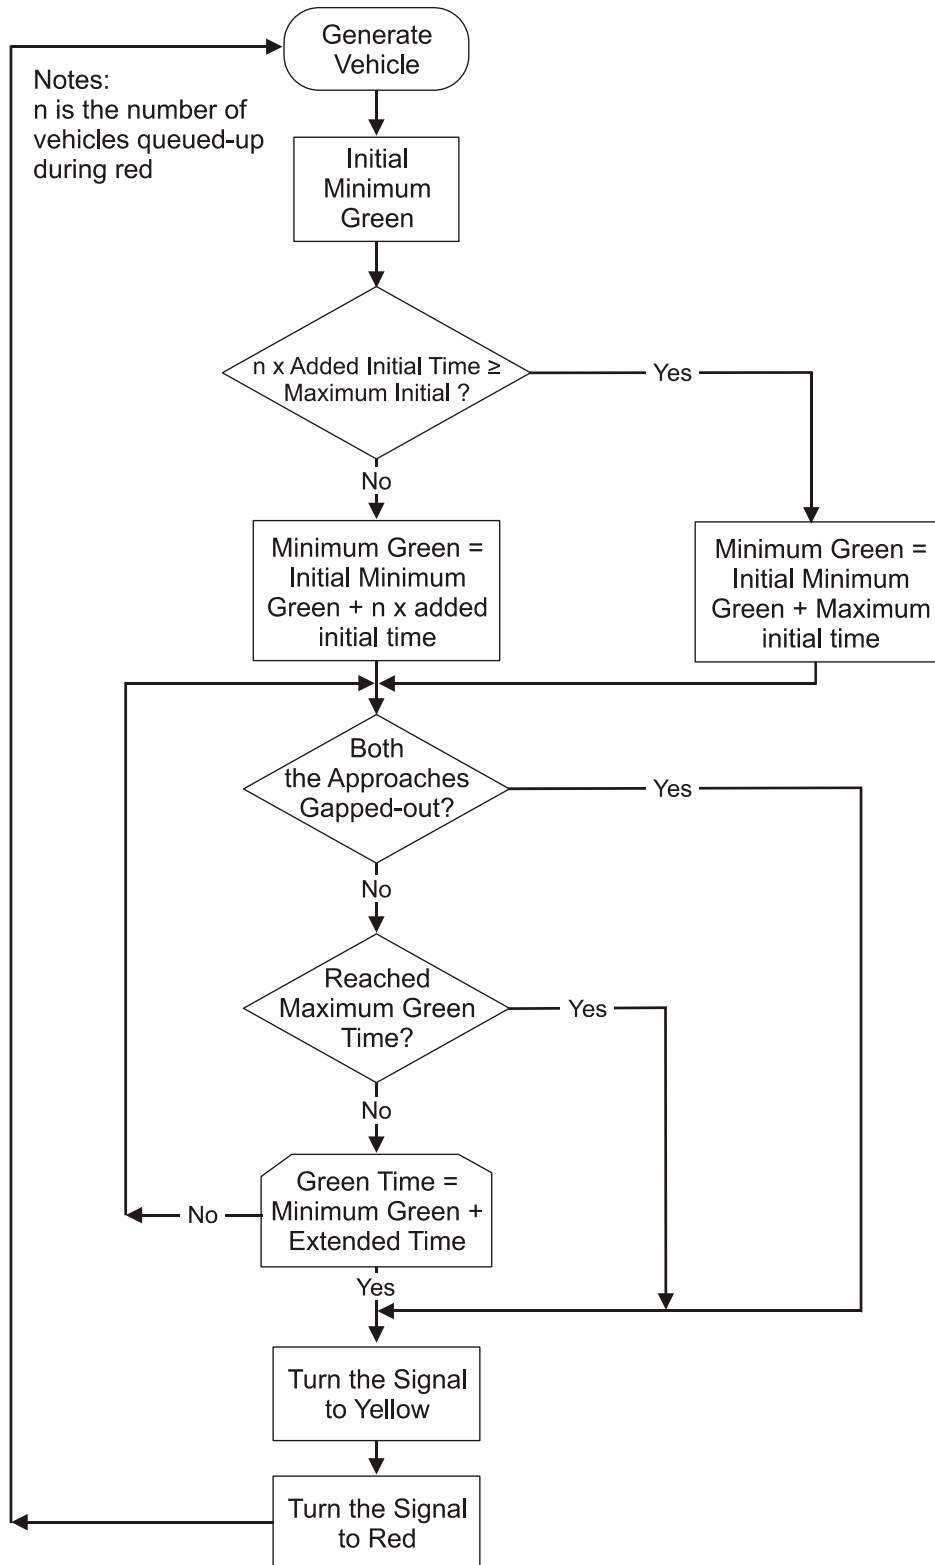 Generate
Vehicle
Notes:
n is the number of
vehicles queued-up
during red
Initial
Minimum
Green
n x Added Initial Time ≥
Maximum Initial ?
Yes
No
Minimum Green =
Initial Minimum
Green + n x added
initial time
Minimum Green =
Initial Minimum
Green + Maximum
initial time
Both
the Approaches
Gapped-out?
Yes
No
Reached
Maximum Green
Time?
Yes
No
Green Time =
Minimum Green +
Extended Time
No
Yes
Turn the Signal
to Yellow
Turn the Signal
to Red